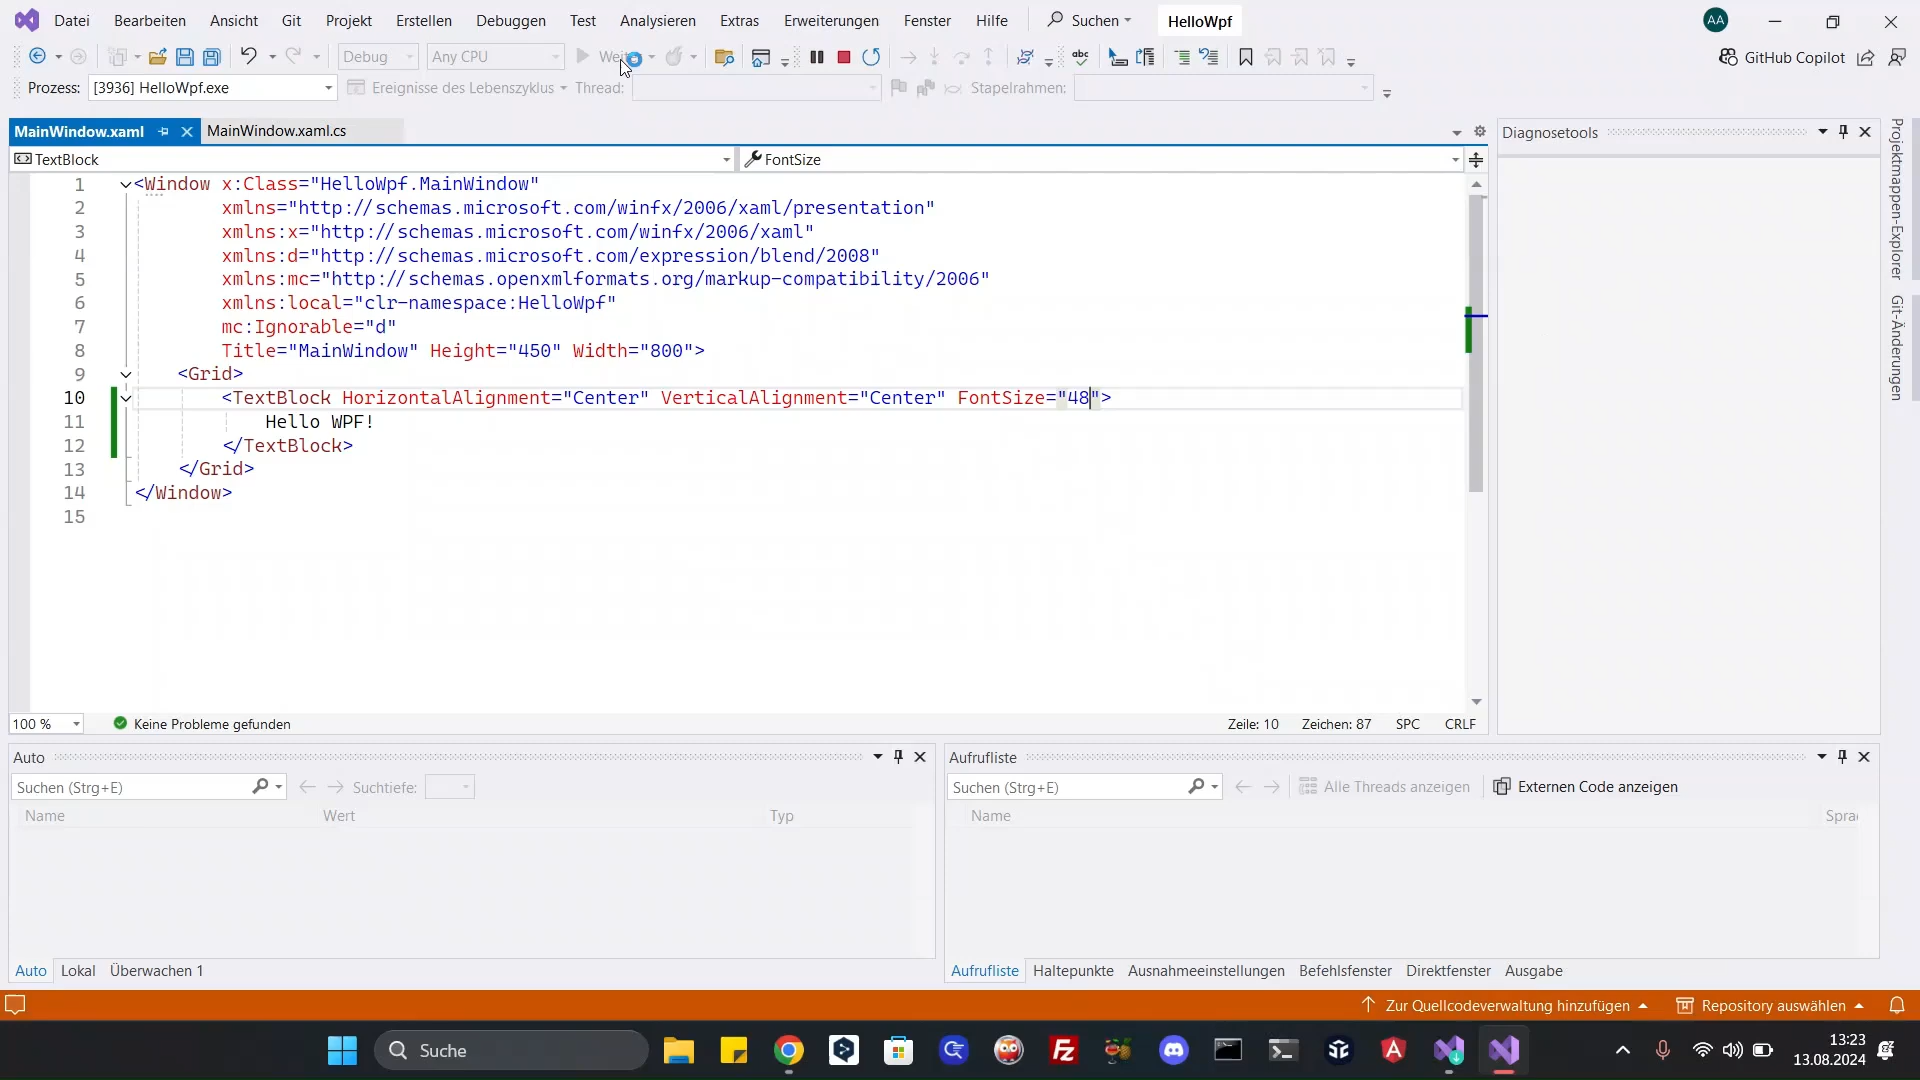 Datei Bearbeiten Ansicht Git Projekt Erstellen Debuggen Test Analysieren Extras Erweiterungen Fenster Hilfe Suchen HelloWpf AA
Debug Any CPU GitHub Copilot
Prozess: [3936] HelloWpf.exe Ereignisse des Lebenszyklus Thread: Stapelrahmen:
MainWindow.xaml MainWindow.xaml.cs Diagnosetools
TextBlock FontSize
1 <Window x:Class="HelloWpf.MainWindow"
2 xmlns="http://schemas.microsoft.com/winfx/2006/xaml/presentation"
3 xmlns:x="http://schemas.microsoft.com/winfx/2006/xaml"
4 xmlns:d="http://schemas.microsoft.com/expression/blend/2008"
5 xmlns:mc="http://schemas.openxmlformats.org/markup-compatibility/2006"
6 xmlns:local="clr-namespace:HelloWpf"
7 mc:Ignorable="d"
8 Title="MainWindow" Height="450" Width="800">
9 <Grid>
10 <TextBlock HorizontalAlignment="Center" VerticalAlignment="Center" FontSize="48">
11 Hello WPF!
12 </TextBlock>
13 </Grid>
14 </Window>
15
Projektmappen-Explorer
Git-Änderungen
100 % Keine Probleme gefunden Zeile: 10 Zeichen: 87 SPC CRLF
Auto
Suchen (Strg+E) Suchtiefe:
Name Wert Typ
Auto Lokal Überwachen 1
Aufrufliste
Suchen (Strg+E) Alle Threads anzeigen Externen Code anzeigen
Name
Aufrufliste Haltepunkte Ausnahmeeinstellungen Befehlsfenster Direktfenster Ausgabe
Zur Quellcodeverwaltung hinzufügen Repository auswählen
Suche
13:23
13.08.2024